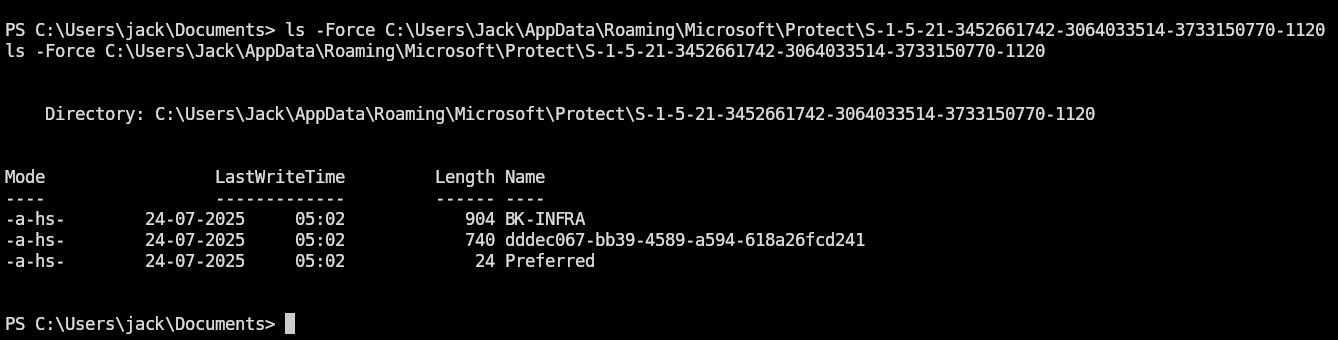 PS C:\Users\jack\Documents> ls -Force C:\Users\Jack\AppData\Roaming\Microsoft\Protect\S-1-5-21-3452661742-3064033514-3733150770-1120
ls -Force C:\Users\Jack\AppData\Roaming\Microsoft\Protect\S-1-5-21-3452661742-3064033514-3733150770-1120
Directory: C:\Users\Jack\AppData\Roaming\Microsoft\Protect\S-1-5-21-3452661742-3064033514-3733150770-1120
Mode                 LastWriteTime         Length Name
----                 -------------         ------ ----
-a-hs-        24-07-2025     05:02            904 BK-INFRA
-a-hs-        24-07-2025     05:02            740 dddec067-bb39-4589-a594-618a26fcd241
-a-hs-        24-07-2025     05:02             24 Preferred
PS C:\Users\jack\Documents>